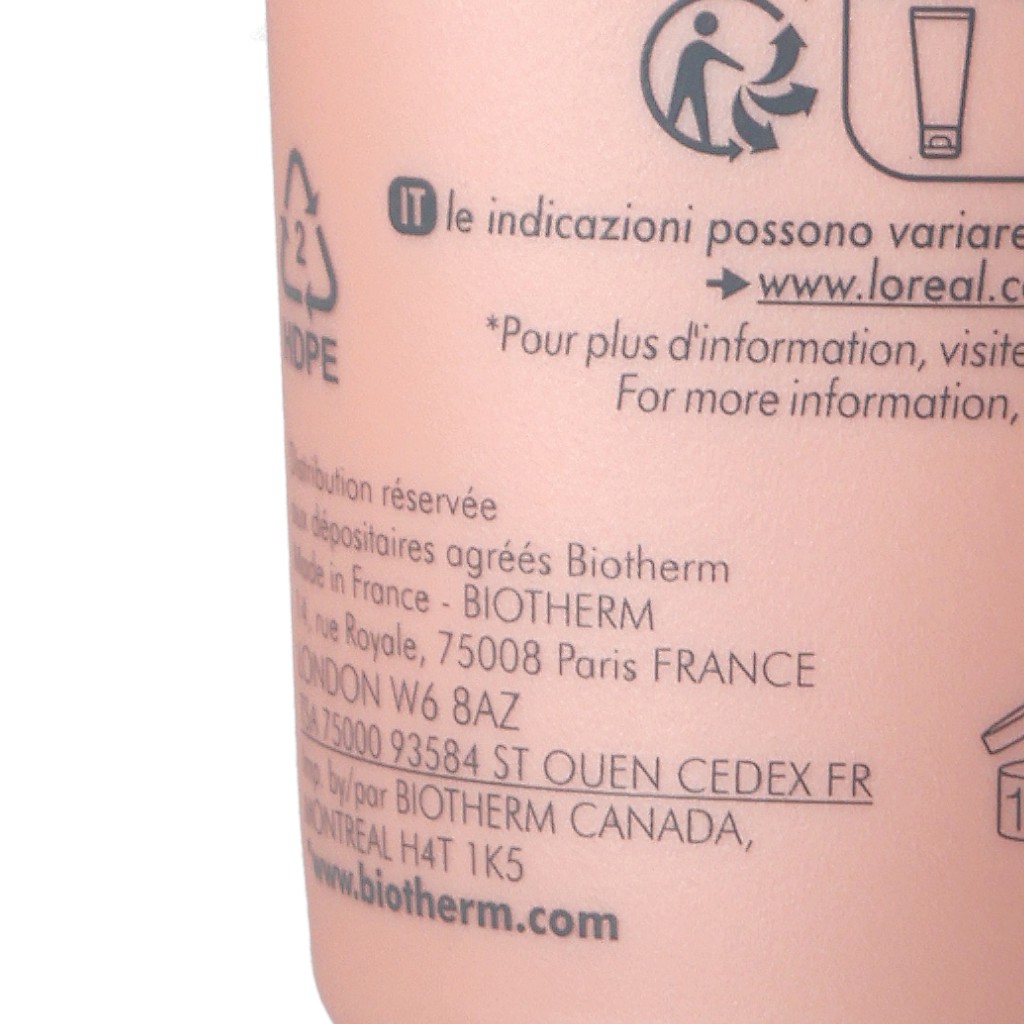 IT le indicazioni possono variare
www.loreal.c
*Pour plus d'information, visite
For more information,
2
HDPE
Distribution réservée
aux dépositaires agréés Biotherm
Made in France - BIOTHERM
14, rue Royale, 75008 Paris FRANCE
LONDON W6 8AZ
TSA 75000 93584 ST OUEN CEDEX FR
Imp. by/par BIOTHERM CANADA,
MONTREAL H4T 1K5
www.biotherm.com
1